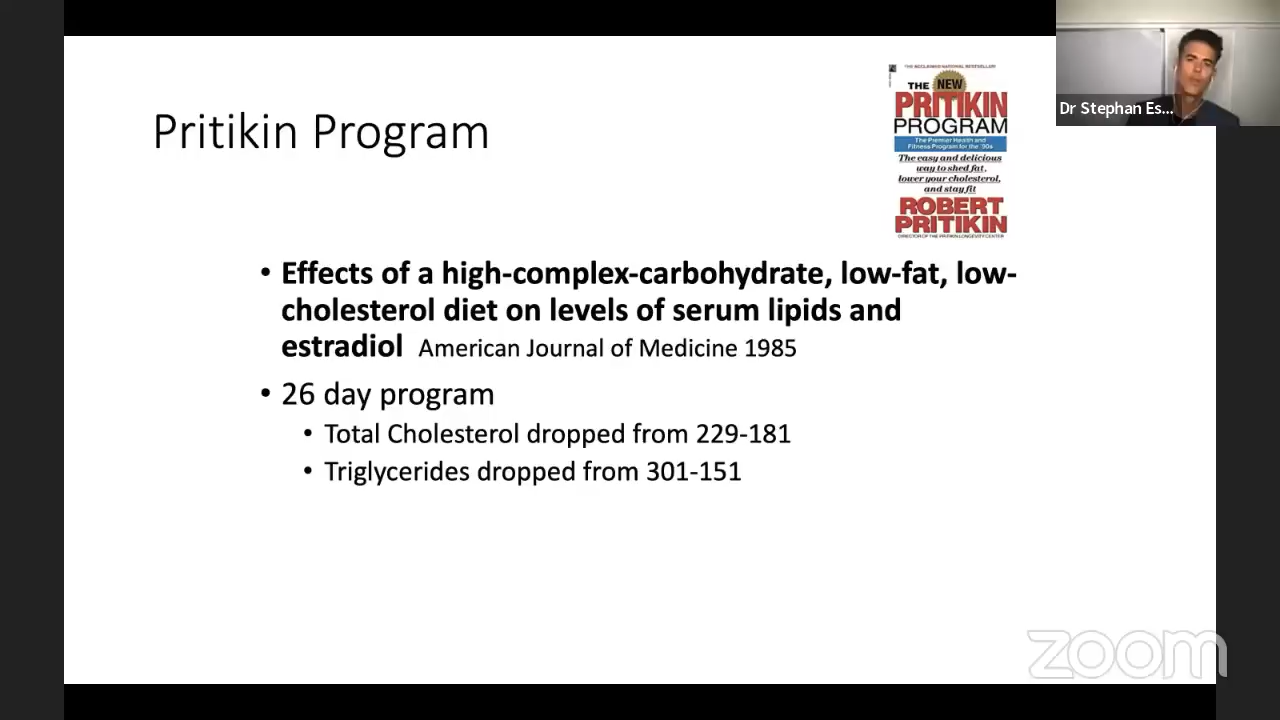 Pritikin Program
THE ACCLAIMED NATIONAL BESTSELLER!
THE NEW
PRITIKIN
PROGRAM
The Premier Health and
Fitness Program for the '90s
The easy and delicious
way to shed fat,
lower your cholesterol,
and stay fit
ROBERT
PRITIKIN
DIRECTOR OF THE PRITIKIN LONGEVITY CENTER
Dr Stephan Es...
• Effects of a high-complex-carbohydrate, low-fat, low-
cholesterol diet on levels of serum lipids and
estradiol American Journal of Medicine 1985
• 26 day program
• Total Cholesterol dropped from 229-181
• Triglycerides dropped from 301-151
zoom